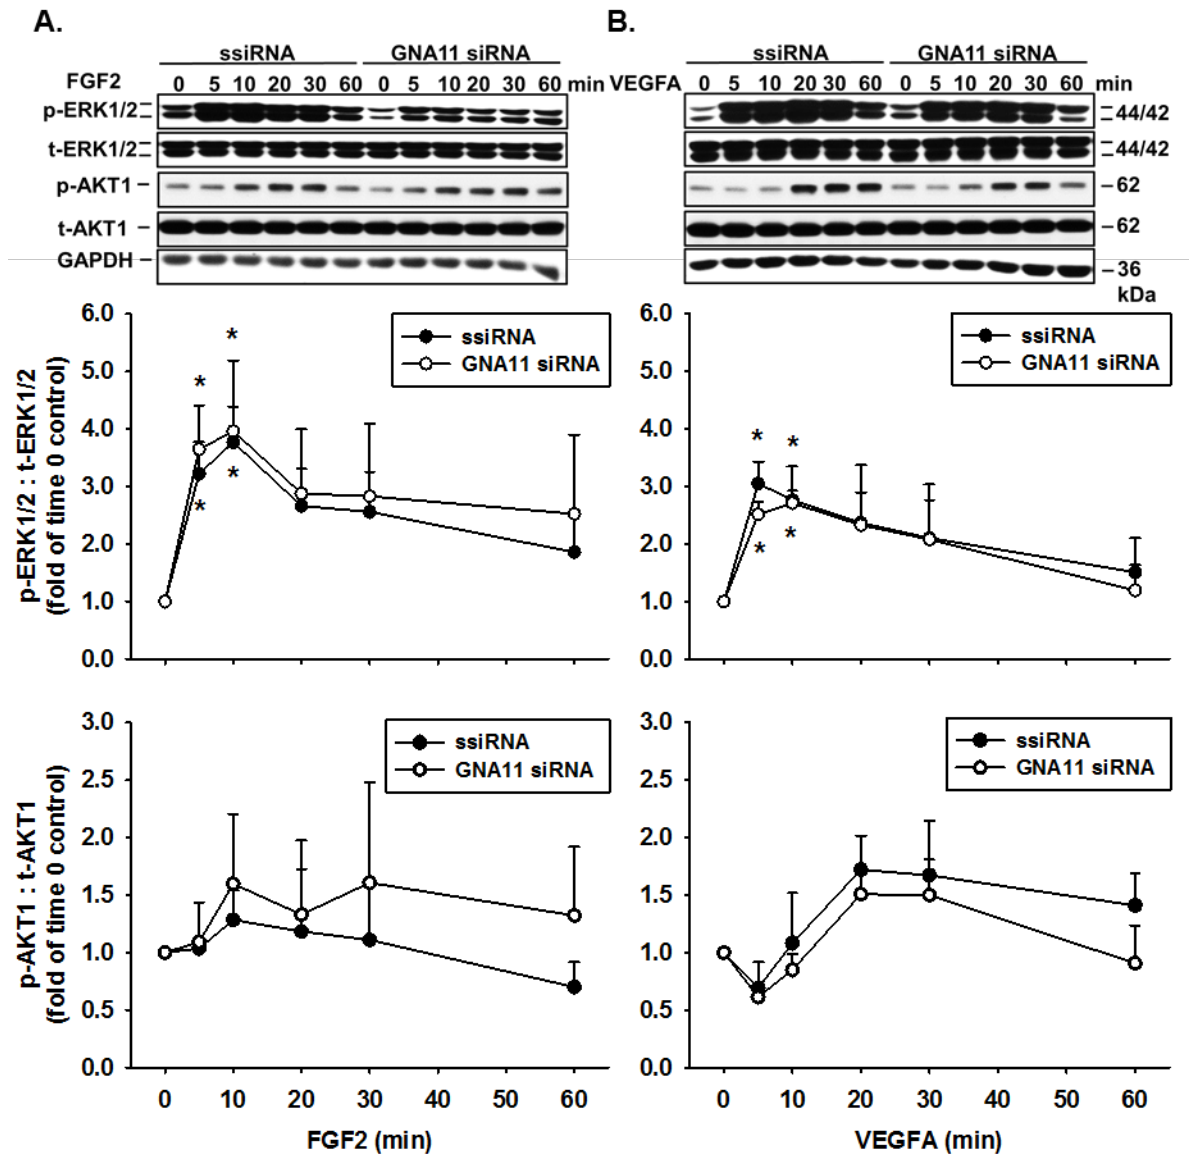 A.
B.
ssiRNA GNA11 siRNA
ssiRNA GNA11 siRNA
FGF2 0 5 10 20 30 60 0 5 10 20 30 60 min
VEGFA 0 5 10 20 30 60 0 5 10 20 30 60 min
p-ERK1/2
44/42
t-ERK1/2
44/42
p-AKT1
62
t-AKT1
62
GAPDH
36
kDa
p-ERK1/2 : t-ERK1/2
(fold of time 0 control)
6.0
5.0
4.0
3.0
2.0
1.0
0.0
ssiRNA
GNA11 siRNA
*
*
*
*
6.0
5.0
4.0
3.0
2.0
1.0
0.0
ssiRNA
GNA11 siRNA
*
*
*
*
p-AKT1 : t-AKT1
(fold of time 0 control)
3.0
2.5
2.0
1.5
1.0
0.5
0.0
ssiRNA
GNA11 siRNA
0 10 20 30 40 50 60
FGF2 (min)
3.0
2.5
2.0
1.5
1.0
0.5
0.0
ssiRNA
GNA11 siRNA
0 10 20 30 40 50 60
VEGFA (min)